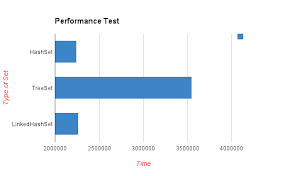 Performance Test
Type of Set
HashSet
TreeSet
LinkedHashSet
2000000 2500000 3000000 3500000 4000000
Time